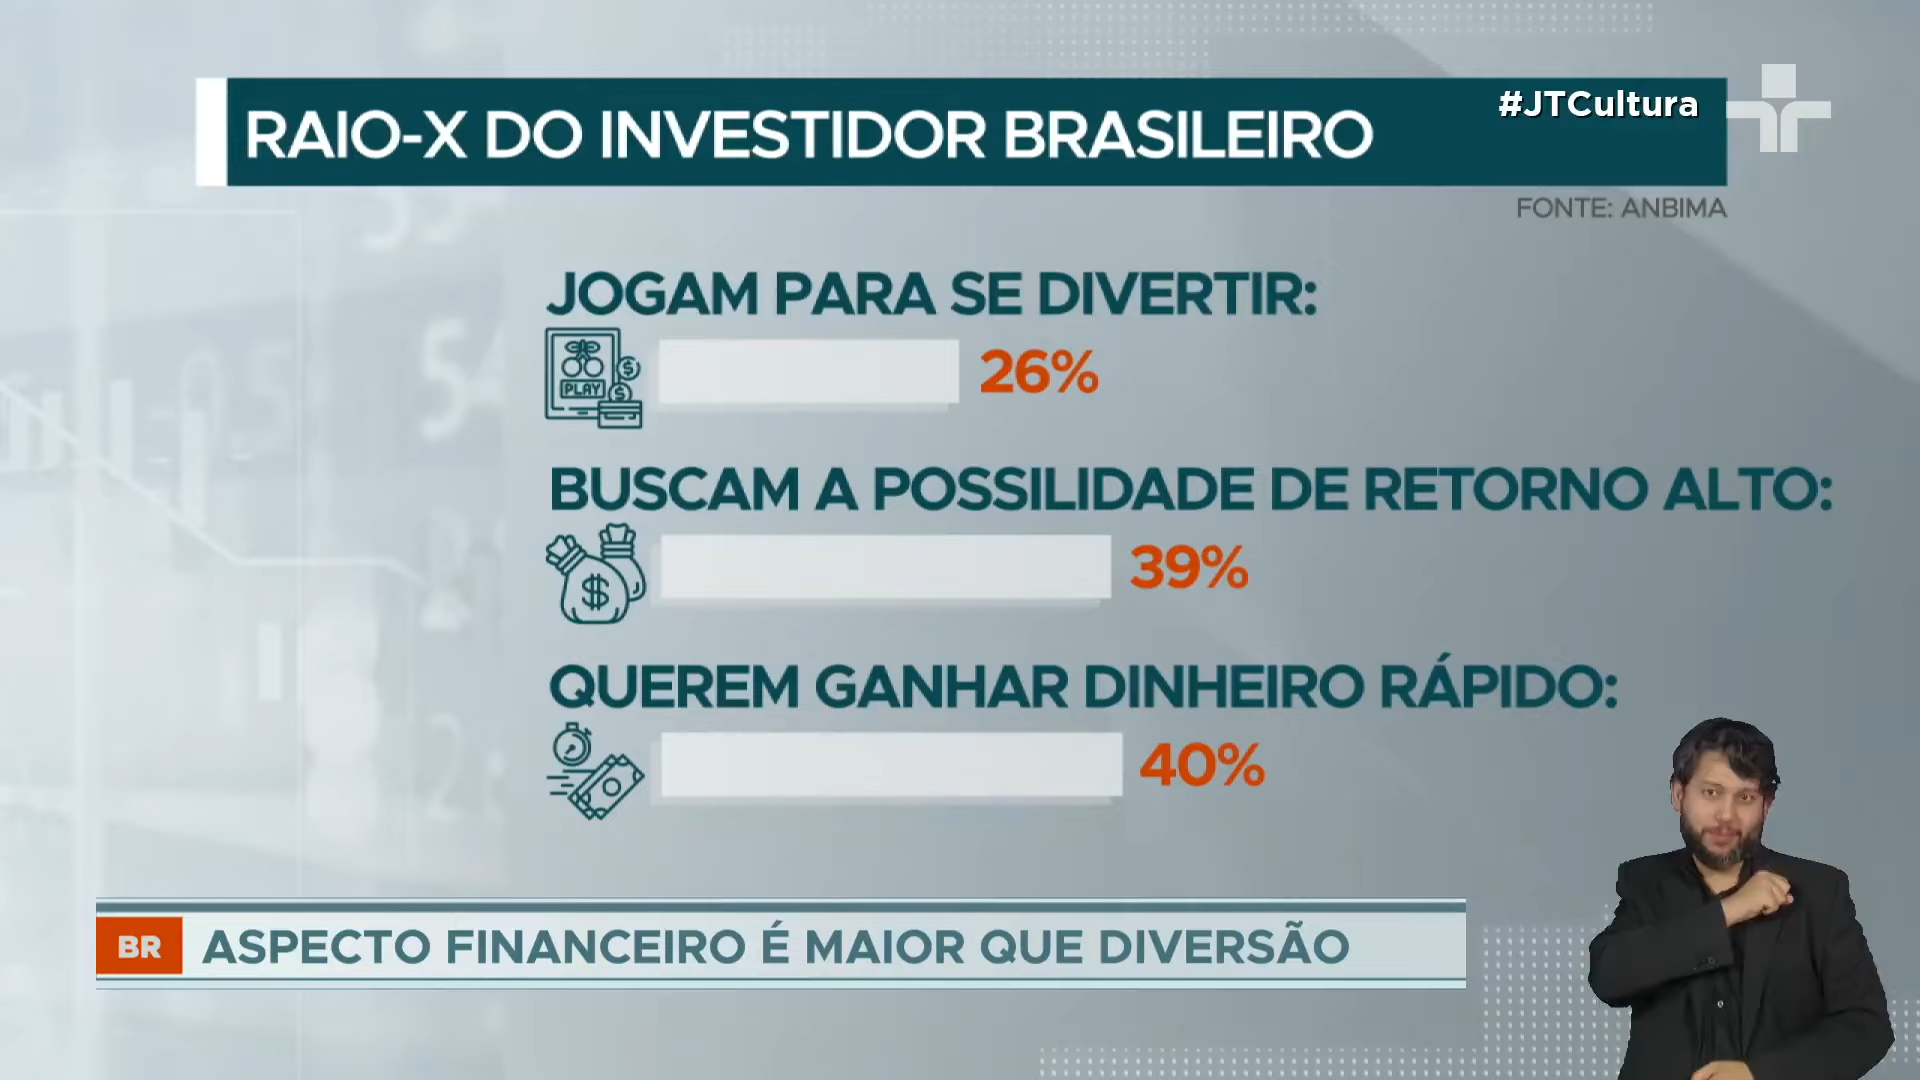 #JTCultura
RAIO-X DO INVESTIDOR BRASILEIRO
FONTE: ANBIMA
JOGAM PARA SE DIVERTIR:
PLAY
26%
BUSCAM A POSSILIDADE DE RETORNO ALTO:
39%
QUEREM GANHAR DINHEIRO RÁPIDO:
40%
BR ASPECTO FINANCEIRO É MAIOR QUE DIVERSÃO